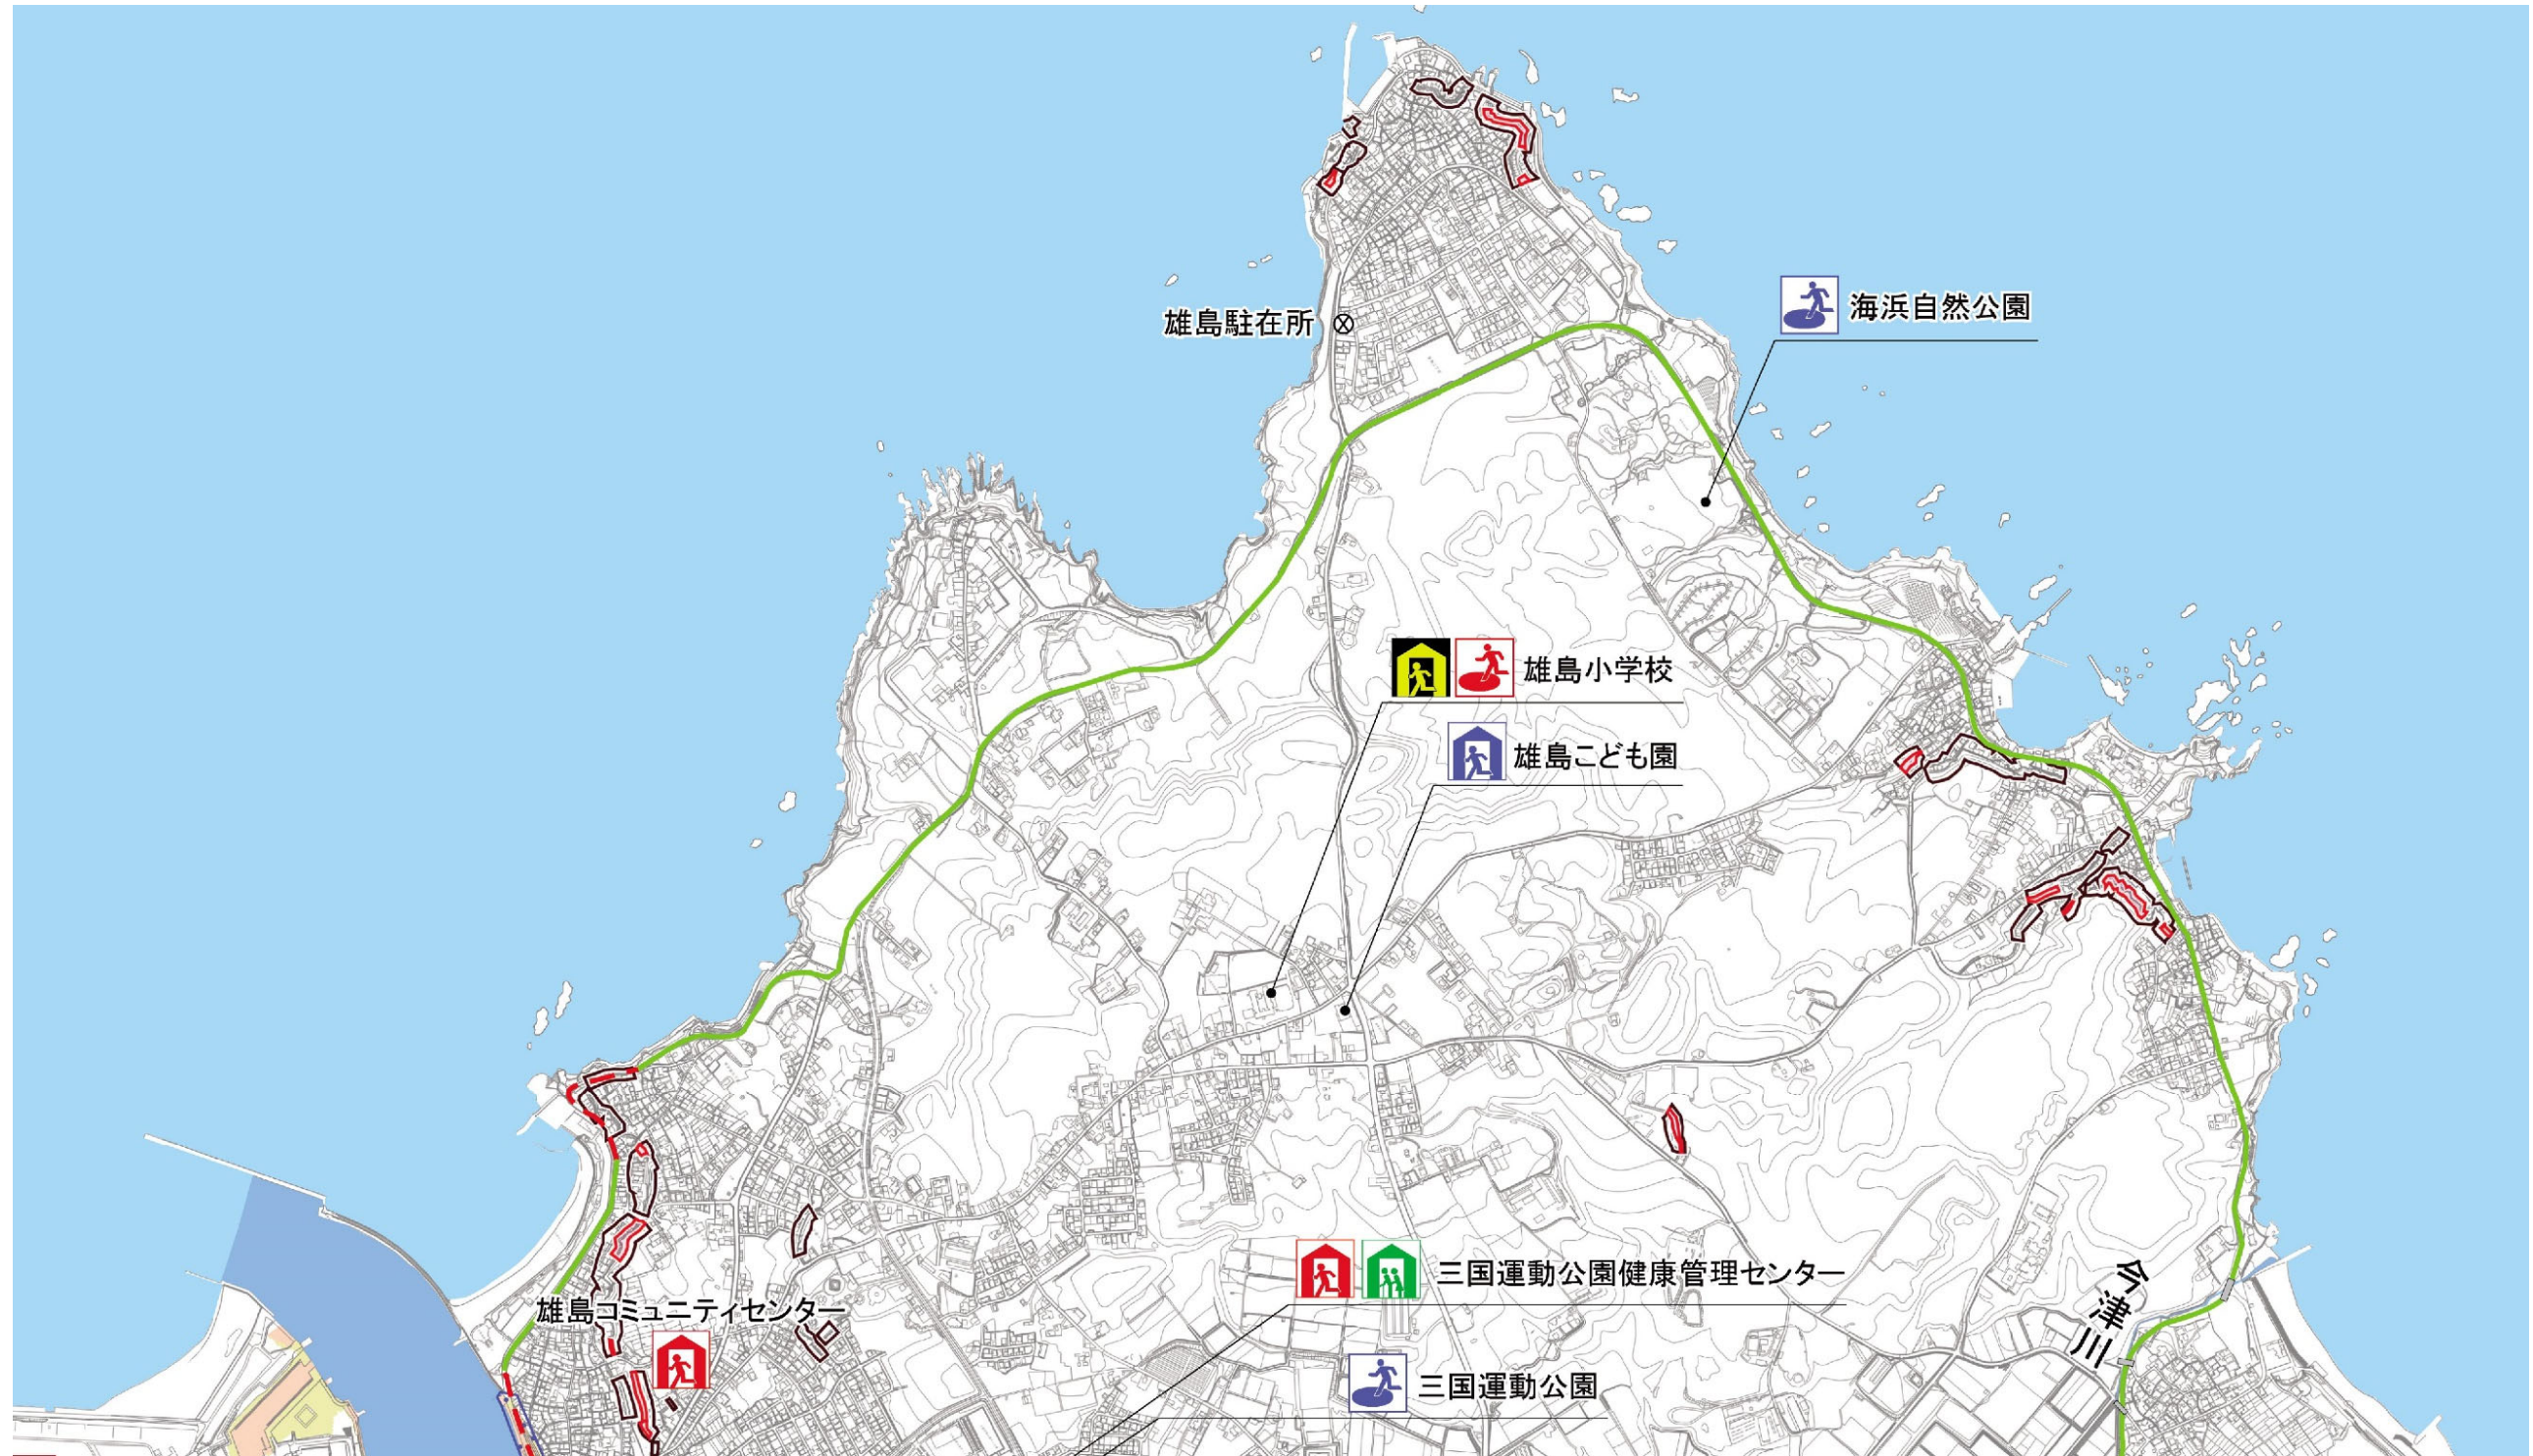 海浜自然公園
雄島駐在所
雄島小学校
雄島こども園
三国運動公園健康管理センター
今津川
雄島コミュニティセンター
三国運動公園